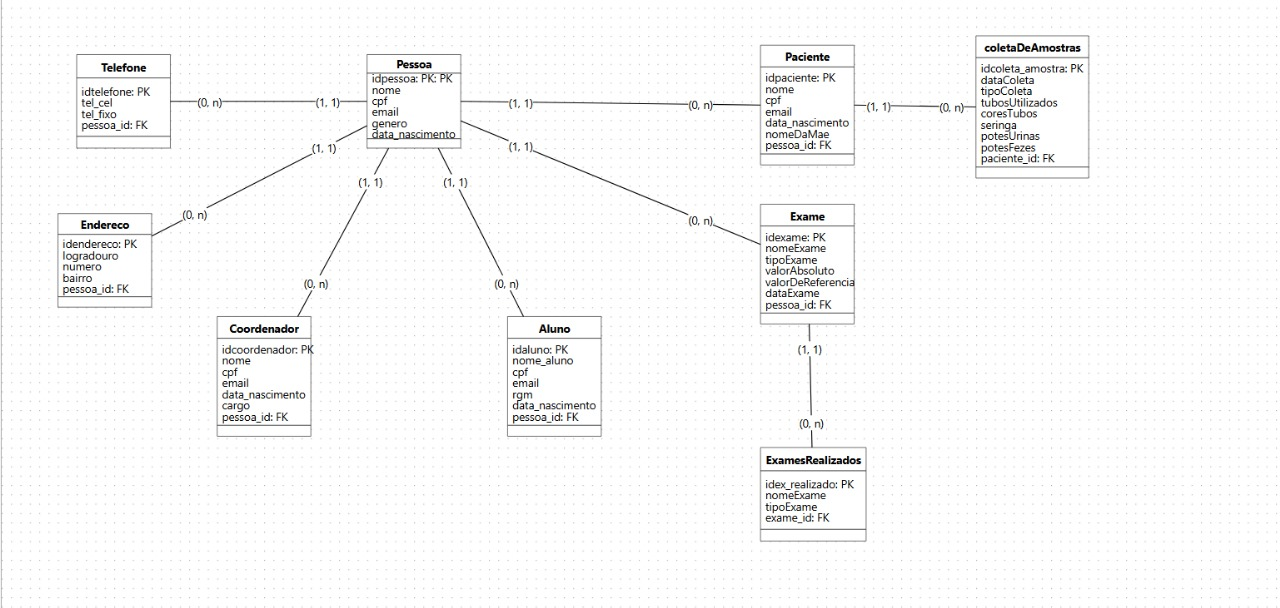 Telefone
idtelefone: PK
tel_cel
tel_fixo
pessoa_id: FK
(0, n)
(1, 1)
Pessoa
idpessoa: PK: PK
nome
cpf
email
genero
data_nascimento
(1, 1)
(0, n)
Paciente
idpaciente: PK
nome
cpf
email
data_nascimento
nomeDaMae
pessoa_id: FK
(1, 1)
(0, n)
coletaDeAmostras
idcoleta_amostra: PK
dataColeta
tipoColeta
tubosUtilizados
coresTubos
seringa
potesUrinas
potesFezes
paciente_id: FK
(1, 1)
(0, n)
(1, 1)
(1, 1)
(1, 1)
(0, n)
Endereco
idendereco: PK
logradouro
numero
bairro
pessoa_id: FK
Exame
idexame: PK
nomeExame
tipoExame
valorAbsoluto
valorDeReferencia
dataExame
pessoa_id: FK
(0, n)
(0, n)
Coordenador
idcoordenador: PK
nome
cpf
email
data_nascimento
cargo
pessoa_id: FK
Aluno
idaluno: PK
nome_aluno
cpf
email
rgm
data_nascimento
pessoa_id: FK
(1, 1)
(0, n)
ExamesRealizados
idex_realizado: PK
nomeExame
tipoExame
exame_id: FK